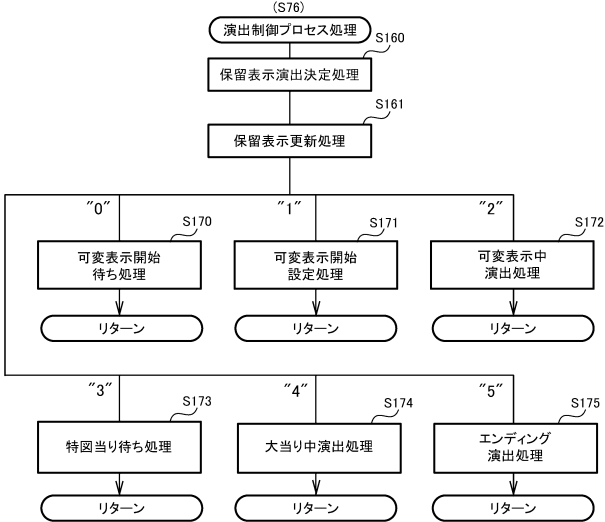 (S76)
演出制御プロセス処理
S160
保留表示演出決定処理
S161
保留表示更新処理
"0"
"1"
"2"
S170
S171
S172
可変表示開始
待ち処理
可変表示開始
設定処理
可変表示中
演出処理
リターン
リターン
リターン
"3"
"4"
"5"
S173
S174
S175
特図当り待ち処理
大当り中演出処理
エンディング
演出処理
リターン
リターン
リターン